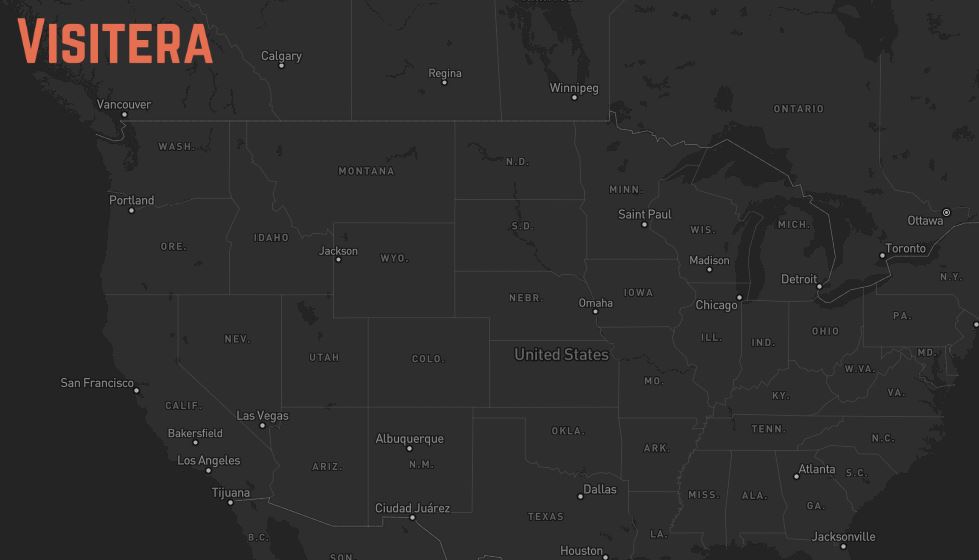 VISITERA
Calgary
Regina
Winnipeg
Vancouver
ONTARIO
WASH.
MONTANA
N.D.
MINN.
Portland
Saint Paul
Ottawa
S.D.
WIS.
MICH.
ORE.
IDAHO
Jackson
WYO.
Toronto
Madison
Detroit
N.Y.
NEBR.
Omaha
IOWA
Chicago
PA.
NEV.
ILL.
IND.
OHIO
UTAH
COLO.
United States
MD.
W.VA.
San Francisco
MO.
KY.
VA.
CALIF.
Las Vegas
Bakersfield
Albuquerque
OKLA.
TENN.
N.C.
Los Angeles
ARIZ.
N.M.
ARK.
Atlanta
S.C.
Tijuana
Dallas
MISS.
ALA.
GA.
Ciudad Juárez
TEXAS
B.C.
LA.
Jacksonville
SON.
Houston